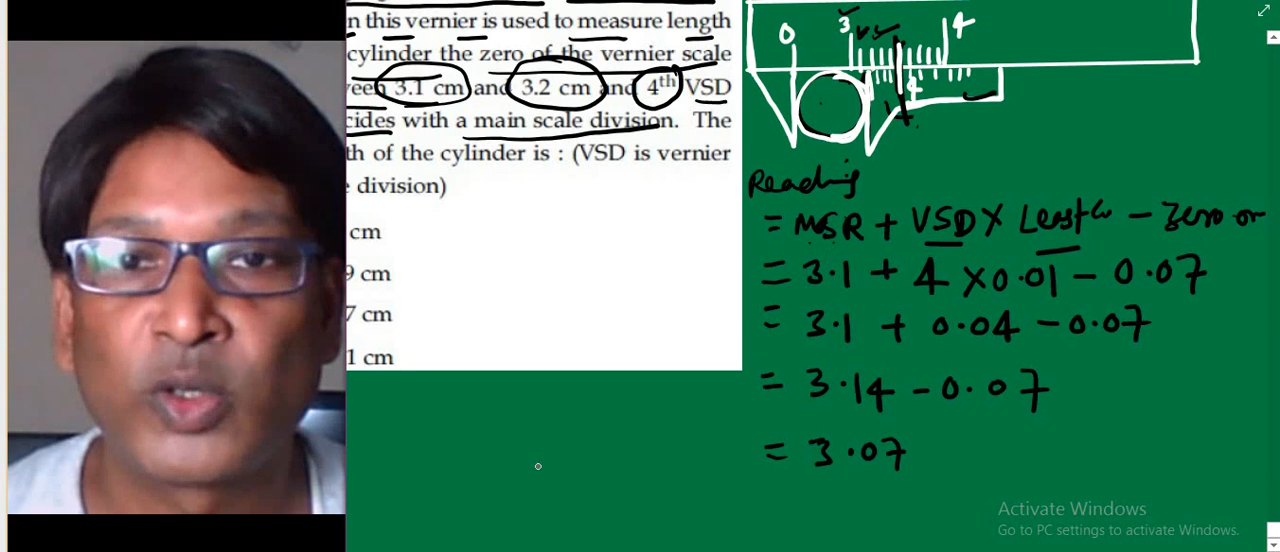 n this vernier is used to measure length
cylinder the zero of the vernier scale
een 3.1 cm and 3.2 cm and 4th VSD
cides with a main scale division. The
th of the cylinder is : (VSD is vernier
division)
cm
9 cm
7 cm
1 cm
0 3 4
4
Reading
= MSR + VSD X Least - Zero
= 3.1 + 4 X 0.01 - 0.07
= 3.1 + 0.04 - 0.07
= 3.14 - 0.07
= 3.07
Activate Windows
Go to PC settings to activate Windows.